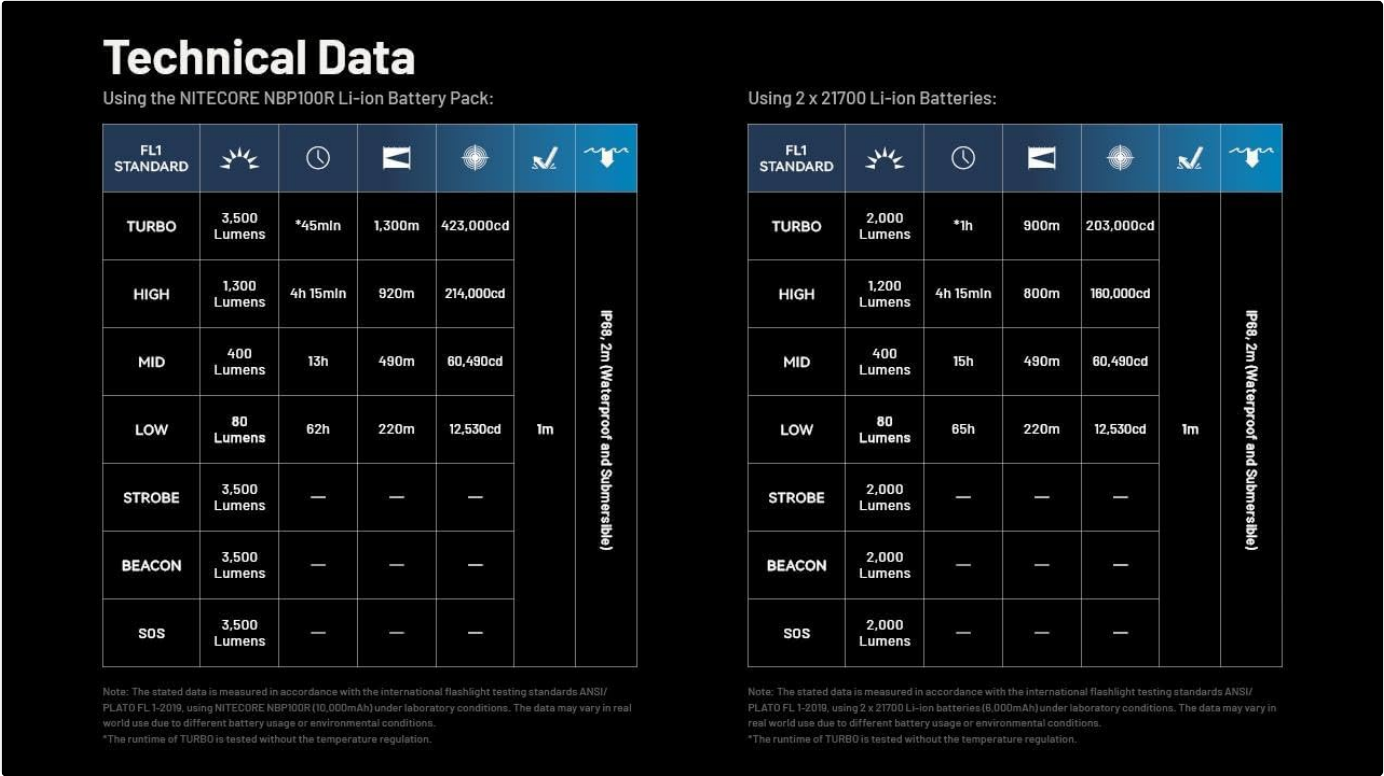 Technical Data
Using the NITECORE NBP100R Li-ion Battery Pack:
FL1
STANDARD
TURBO
3,500
Lumens
*45min
1,300m
423,000cd
HIGH
1,300
Lumens
4h 15min
920m
214,000cd
MID
400
Lumens
13h
490m
60,490cd
LOW
80
Lumens
62h
220m
12,530cd
STROBE
3,500
Lumens
—
—
—
BEACON
3,500
Lumens
—
—
—
SOS
3,500
Lumens
—
—
—
1m
IP68, 2m (Waterproof and Submersible)
Note: The stated data is measured in accordance with the international flashlight testing standards ANSI/
PLATO FL 1-2019, using NITECORE NBP100R (10,000mAh) under laboratory conditions. The data may vary in real
world use due to different battery usage or environmental conditions.
*The runtime of TURBO is tested without the temperature regulation.
Using 2 x 21700 Li-ion Batteries:
FL1
STANDARD
TURBO
2,000
Lumens
*1h
900m
203,000cd
HIGH
1,200
Lumens
4h 15min
800m
160,000cd
MID
400
Lumens
15h
490m
60,490cd
LOW
80
Lumens
65h
220m
12,530cd
STROBE
2,000
Lumens
—
—
—
BEACON
2,000
Lumens
—
—
—
SOS
2,000
Lumens
—
—
—
1m
IP68, 2m (Waterproof and Submersible)
Note: The stated data is measured in accordance with the international flashlight testing standards ANSI/
PLATO FL 1-2019, using 2 x 21700 Li-ion batteries (6,000mAh) under laboratory conditions. The data may vary in
real world use due to different battery usage or environmental conditions.
*The runtime of TURBO is tested without the temperature regulation.